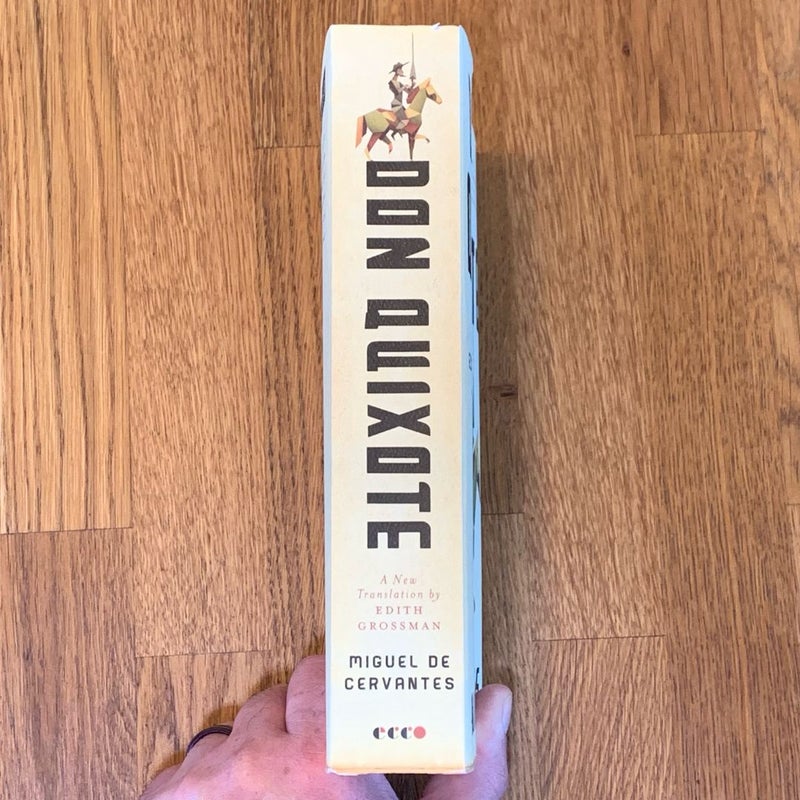 DON QUIXOTE
A New
Translation by
EDITH
GROSSMAN
MIGUEL DE
CERVANTES
ecco